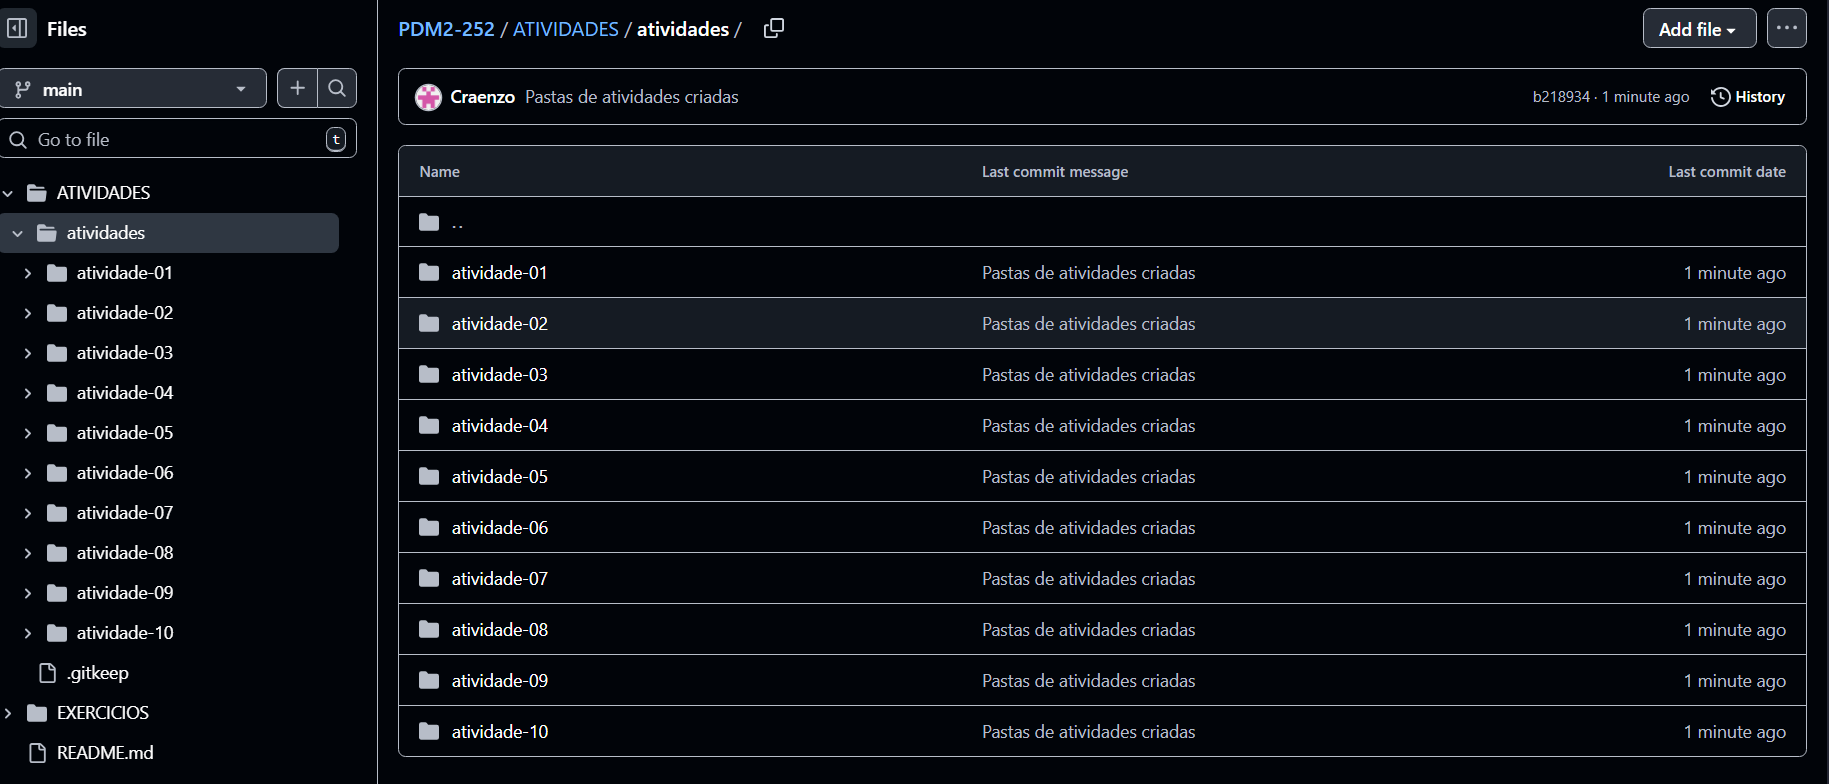 Files
main
Go to file
t
ATIVIDADES
atividades
atividade-01
atividade-02
atividade-03
atividade-04
atividade-05
atividade-06
atividade-07
atividade-08
atividade-09
atividade-10
.gitkeep
EXERCICIOS
README.md
PDM2-252 / ATIVIDADES / atividades /
Add file
Craenzo Pastas de atividades criadas b218934 · 1 minute ago History
Name Last commit message Last commit date
..
atividade-01 Pastas de atividades criadas 1 minute ago
atividade-02 Pastas de atividades criadas 1 minute ago
atividade-03 Pastas de atividades criadas 1 minute ago
atividade-04 Pastas de atividades criadas 1 minute ago
atividade-05 Pastas de atividades criadas 1 minute ago
atividade-06 Pastas de atividades criadas 1 minute ago
atividade-07 Pastas de atividades criadas 1 minute ago
atividade-08 Pastas de atividades criadas 1 minute ago
atividade-09 Pastas de atividades criadas 1 minute ago
atividade-10 Pastas de atividades criadas 1 minute ago